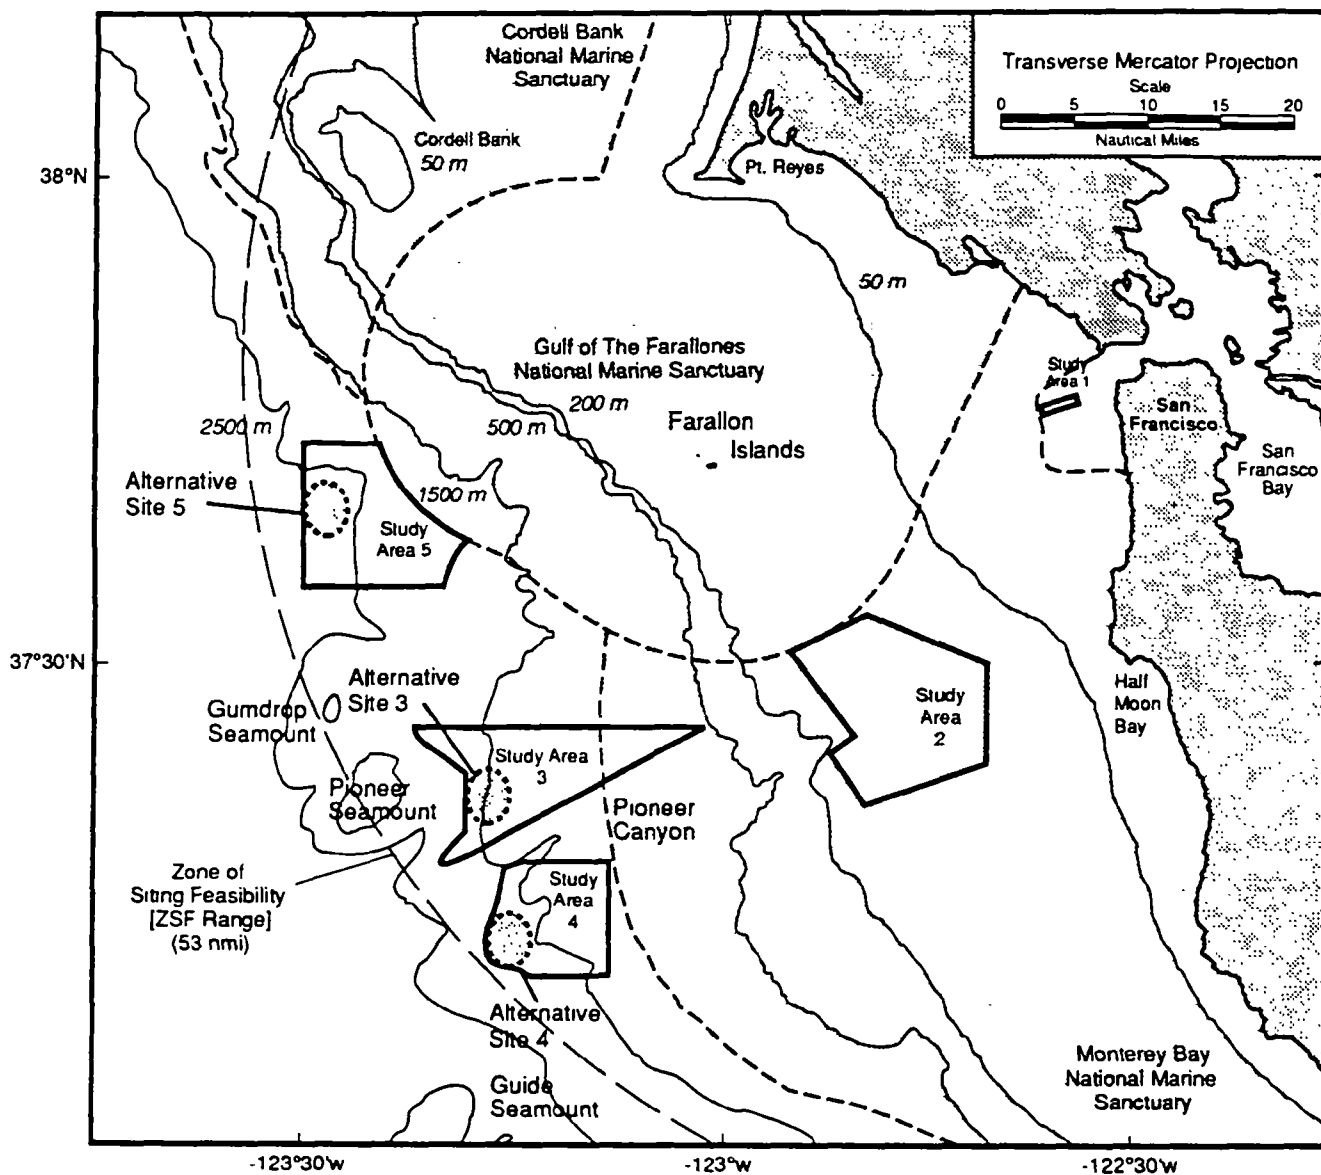 Cordell Bank
National Marine
Sanctuary
Transverse Mercator Projection
Scale
0 5 10 15 20
Nautical Miles
Cordell Bank
50 m
38°N
Pt. Reyes
50 m
Gulf of The Farallones
National Marine Sanctuary
200 m
500 m
2500 m
Farallon
Islands
Study
Area 1
San
Francisco
San
Francisco
Bay
Alternative
Site 5
1500 m
Study
Area 5
37°30'N
Alternative
Site 3
Gumdrop
Seamount
Half
Moon
Bay
Study
Area
2
Study Area
3
Pioneer
Seamount
Pioneer
Canyon
Zone of
Siting Feasibility
[ZSF Range]
(53 nmi)
Study
Area
4
Alternative
Site 4
Guide
Seamount
Monterey Bay
National Marine
Sanctuary
-123°30'W
-123°W
-122°30'W